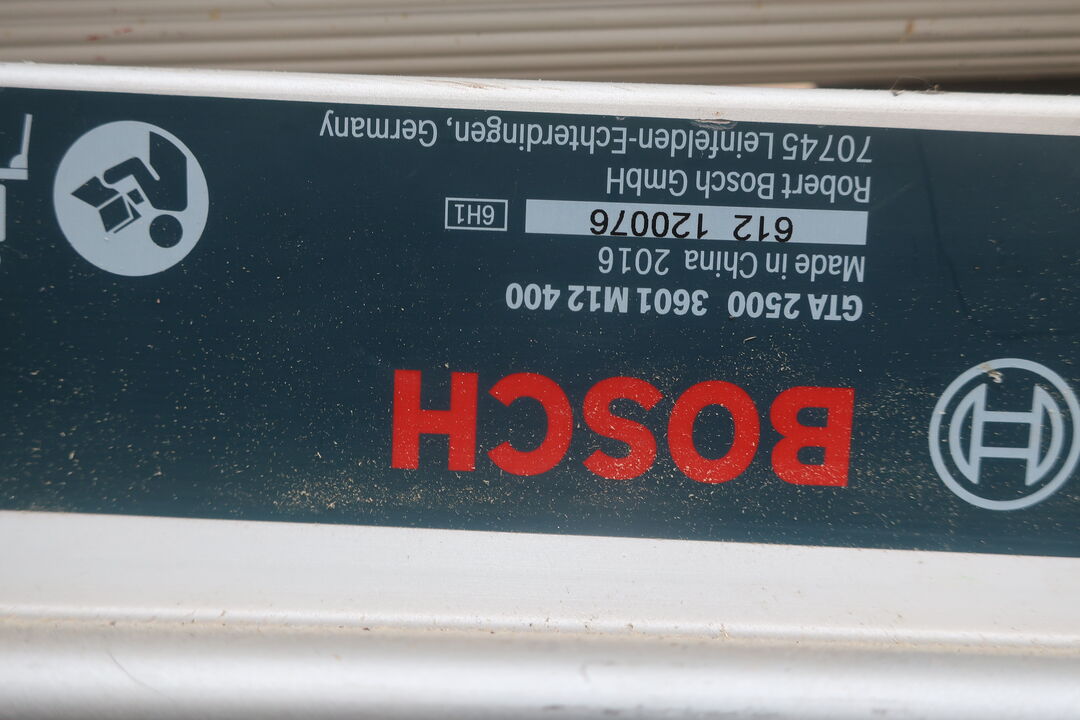 BOSCH
GTA 2500 3601 M12 400
Made in China 2016
612 120076 6H1
Robert Bosch GmbH
70745 Leinfelden-Echterdingen, Germany